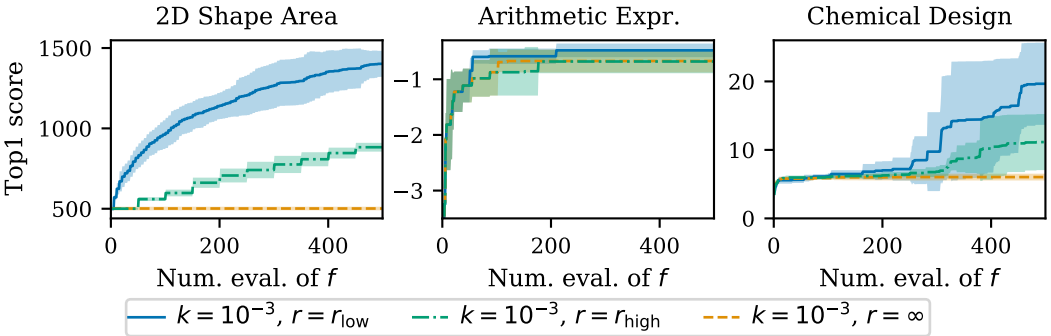 2D Shape Area
Arithmetic Expr.
Chemical Design
Top1 score
1500
1000
500
0
200
400
Num. eval. of f
−1
−2
−3
0
200
400
Num. eval. of f
20
10
0
0
200
400
Num. eval. of f
k = 10⁻³, r = r_low
k = 10⁻³, r = r_high
k = 10⁻³, r = ∞